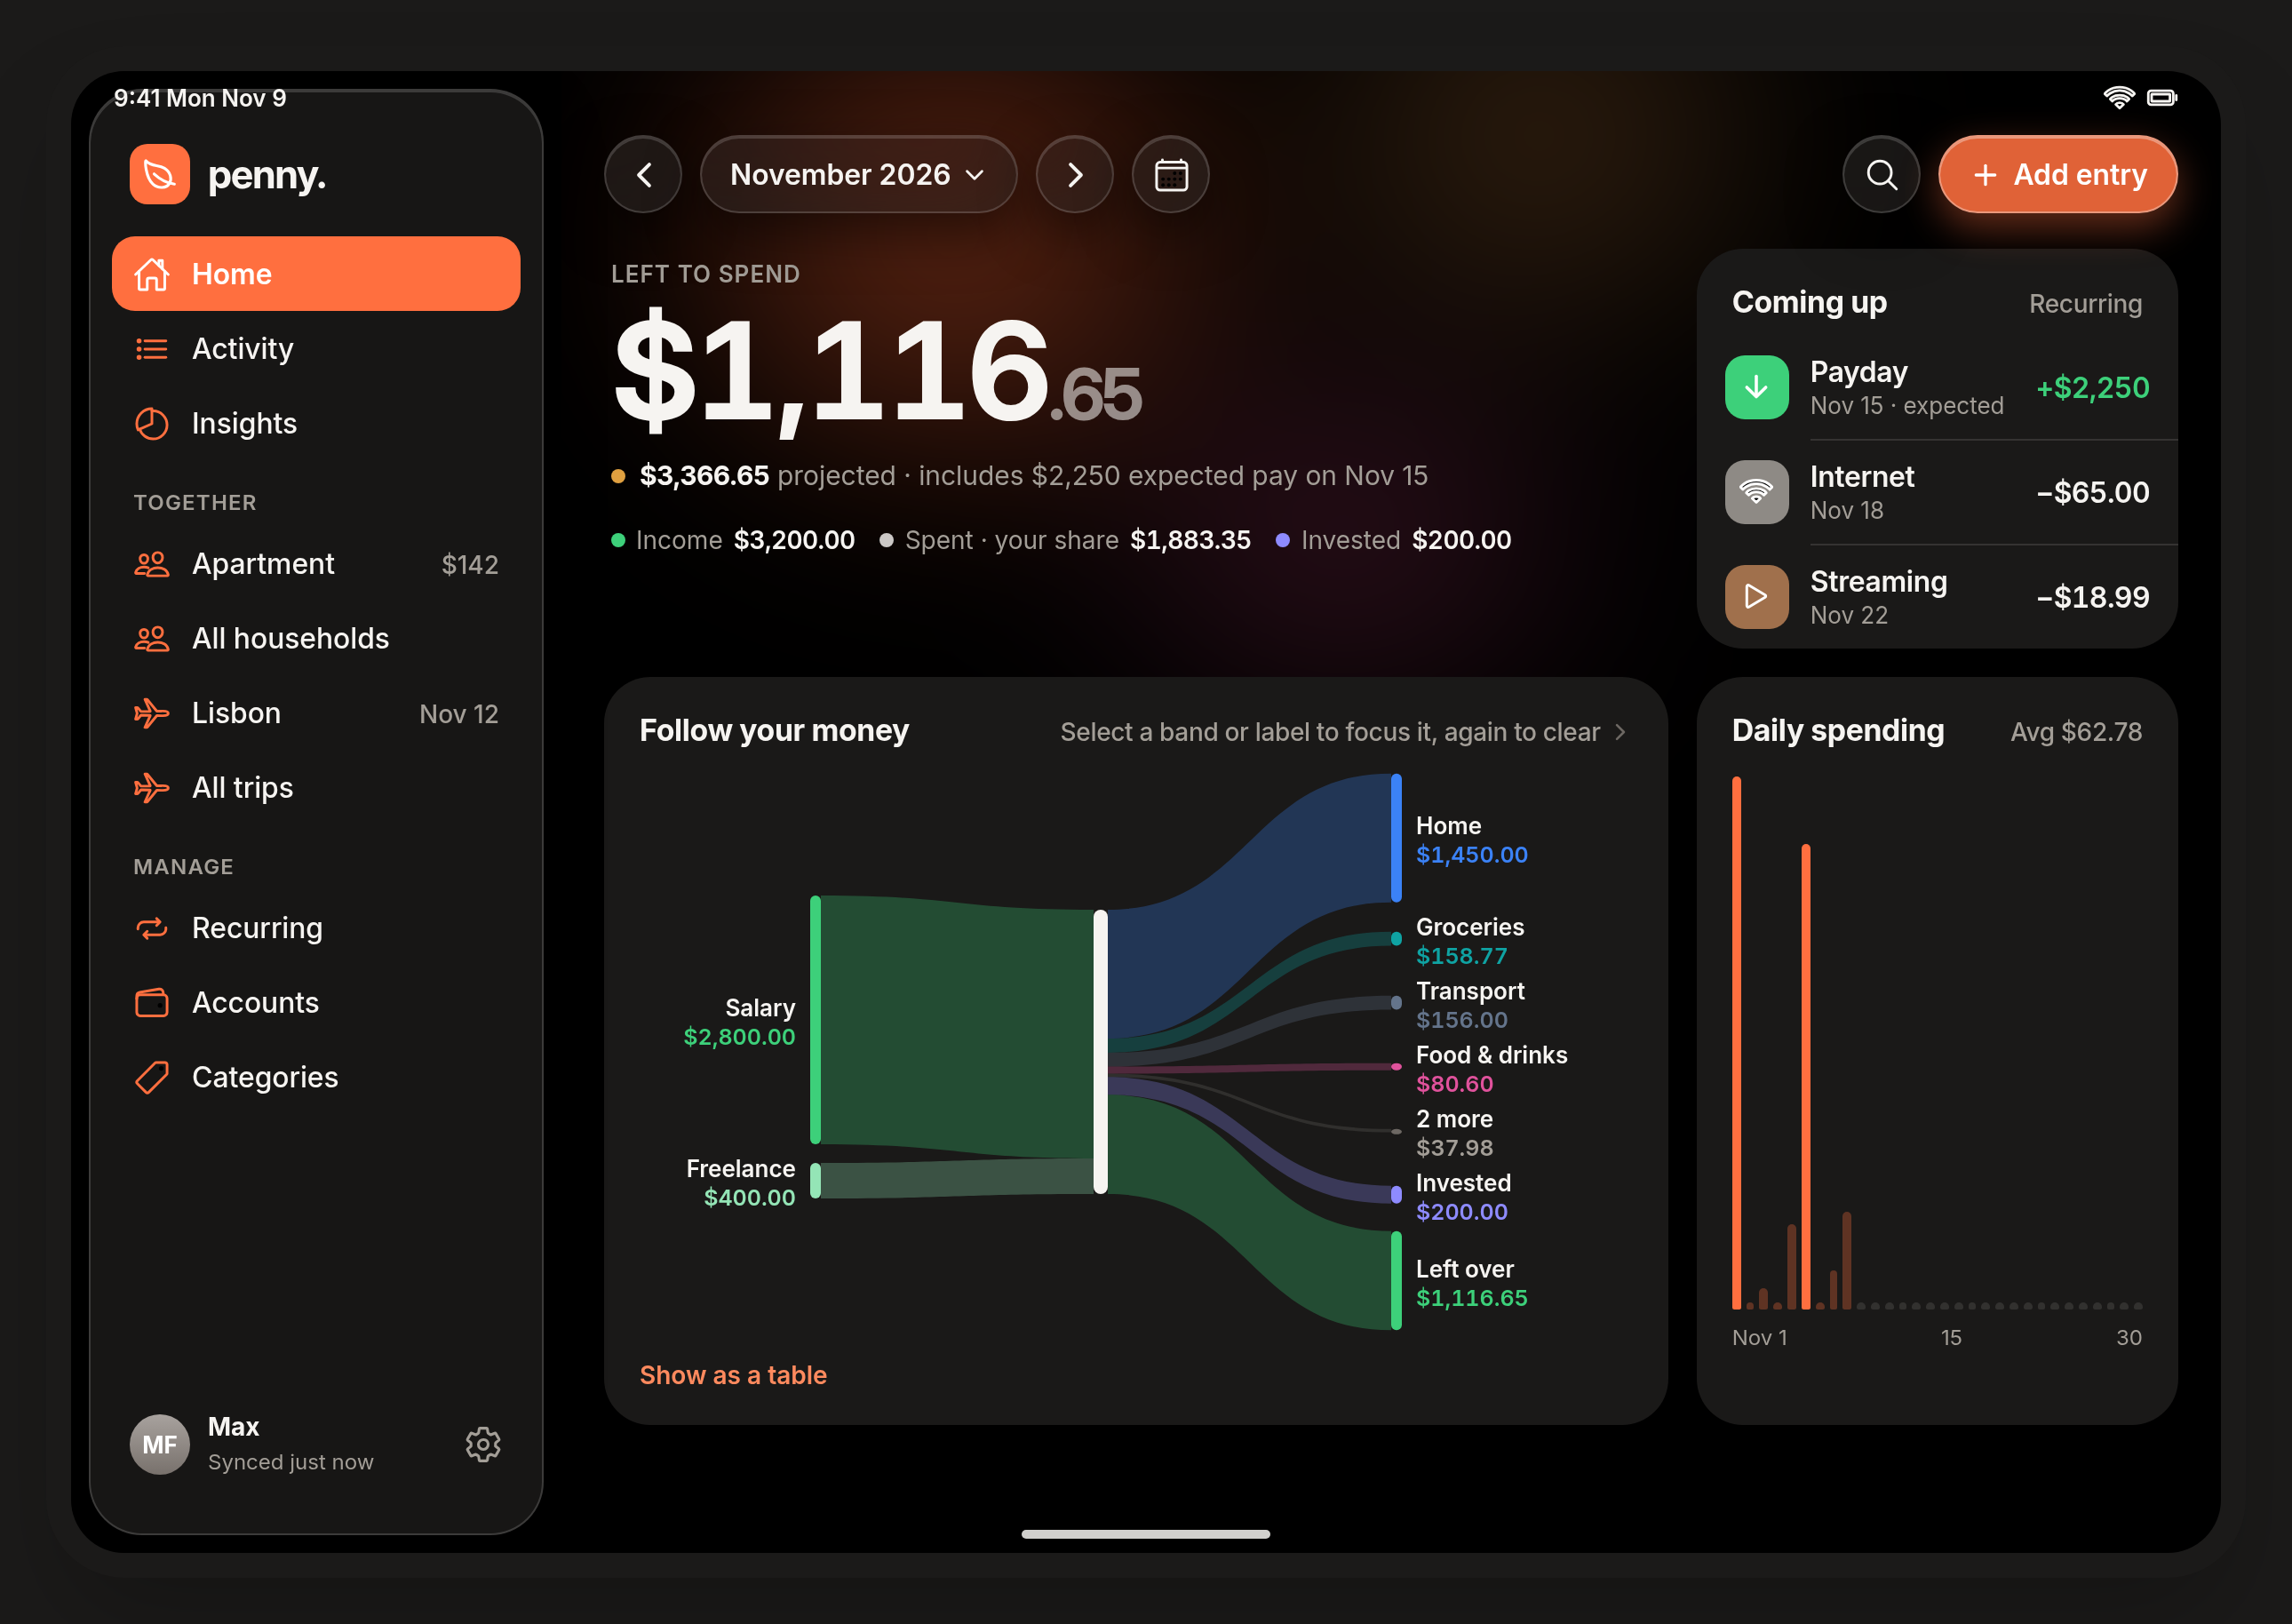 9:41 Mon Nov 9
penny.
Home
Activity
Insights
TOGETHER
Apartment $142
All households
Lisbon Nov 12
All trips
MANAGE
Recurring
Accounts
Categories
MF
Max
Synced just now
November 2026
Add entry
LEFT TO SPEND
$1,116.65
$3,366.65 projected · includes $2,250 expected pay on Nov 15
Income $3,200.00 Spent · your share $1,883.35 Invested $200.00
Coming up Recurring
Payday
Nov 15 · expected
+$2,250
Internet
Nov 18
−$65.00
Streaming
Nov 22
−$18.99
Follow your money Select a band or label to focus it, again to clear
Salary
$2,800.00
Freelance
$400.00
Home
$1,450.00
Groceries
$158.77
Transport
$156.00
Food & drinks
$80.60
2 more
$37.98
Invested
$200.00
Left over
$1,116.65
Show as a table
Daily spending Avg $62.78
Nov 1 15 30